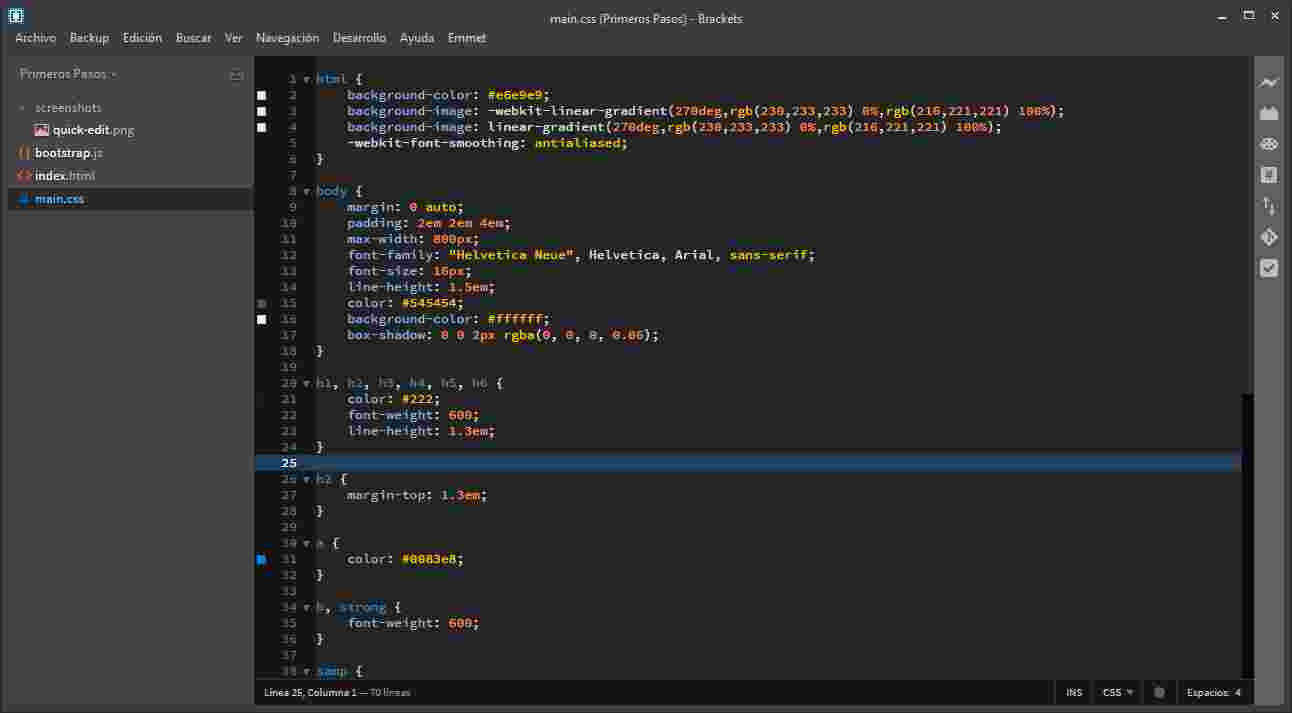 main.css (Primeros Pasos) - Brackets
Archivo Backup Edición Buscar Ver Navegación Desarrollo Ayuda Emmet
Primeros Pasos
screenshots
quick-edit.png
bootstrap.js
index.html
main.css
1 html {
2 background-color: #e6e9e9;
3 background-image: -webkit-linear-gradient(270deg,rgb(230,233,233) 0%,rgb(216,221,221) 100%);
4 background-image: linear-gradient(270deg,rgb(230,233,233) 0%,rgb(216,221,221) 100%);
5 -webkit-font-smoothing: antialiased;
6 }
7
8 body {
9 margin: 0 auto;
10 padding: 2em 2em 4em;
11 max-width: 800px;
12 font-family: "Helvetica Neue", Helvetica, Arial, sans-serif;
13 font-size: 16px;
14 line-height: 1.5em;
15 color: #545454;
16 background-color: #ffffff;
17 box-shadow: 0 0 2px rgba(0, 0, 0, 0.06);
18 }
19
20 h1, h2, h3, h4, h5, h6 {
21 color: #222;
22 font-weight: 600;
23 line-height: 1.3em;
24 }
25
26 h2 {
27 margin-top: 1.3em;
28 }
29
30 a {
31 color: #0083e8;
32 }
33
34 b, strong {
35 font-weight: 600;
36 }
37
38 samp {
Línea 25, Columna 1 — 70 líneas
INS CSS Espacios: 4